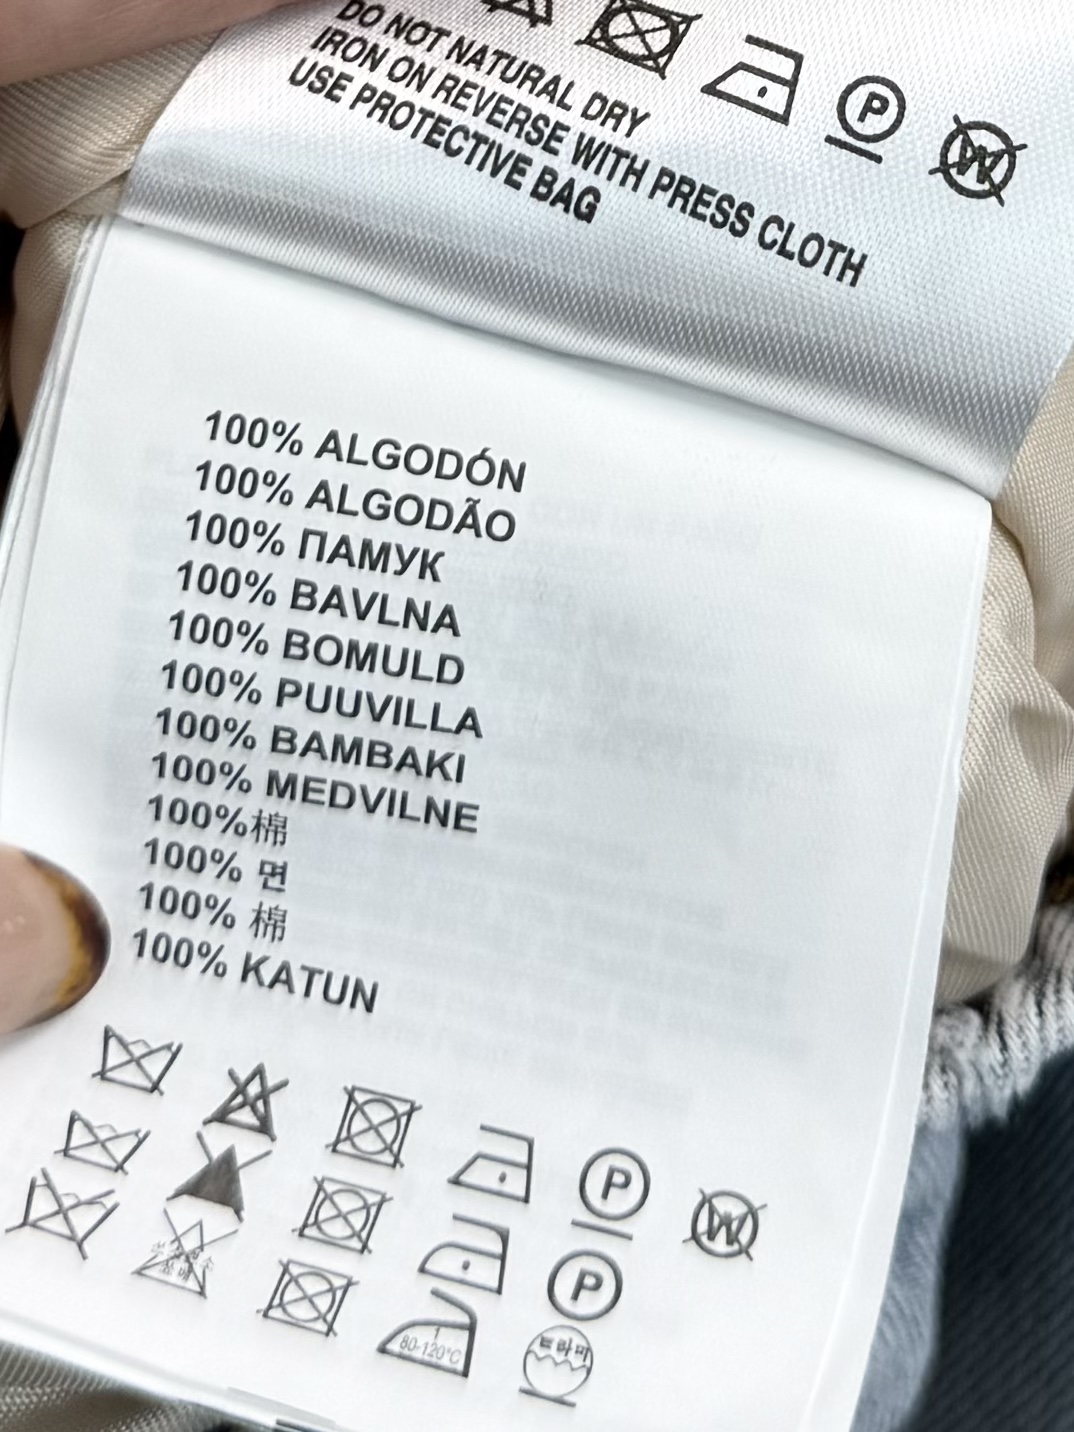 DO NOT NATURAL DRY
IRON ON REVERSE WITH PRESS CLOTH
USE PROTECTIVE BAG
P
W
100% ALGODÓN
100% ALGODÃO
100% ПАМУК
100% BAVLNA
100% BOMULD
100% PUUVILLA
100% BAMBAKI
100% MEDVILNE
100%棉
100% 면
100% 棉
100% KATUN
P
W
P
80-120°C
드라이